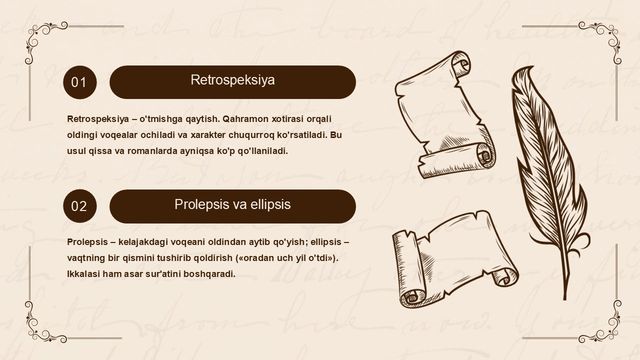 01
Retrospeksiya
Retrospeksiya – o'tmishga qaytish. Qahramon xotirasi orqali
oldingi voqealar ochiladi va xarakter chuqurroq ko'rsatiladi. Bu
usul qissa va romanlarda ayniqsa ko'p qo'llaniladi.
02
Prolepsis va ellipsis
Prolepsis – kelajakdagi voqeani oldindan aytib qo'yish; ellipsis –
vaqtning bir qismini tushirib qoldirish («oradan uch yil o'tdi»).
Ikkalasi ham asar sur'atini boshqaradi.